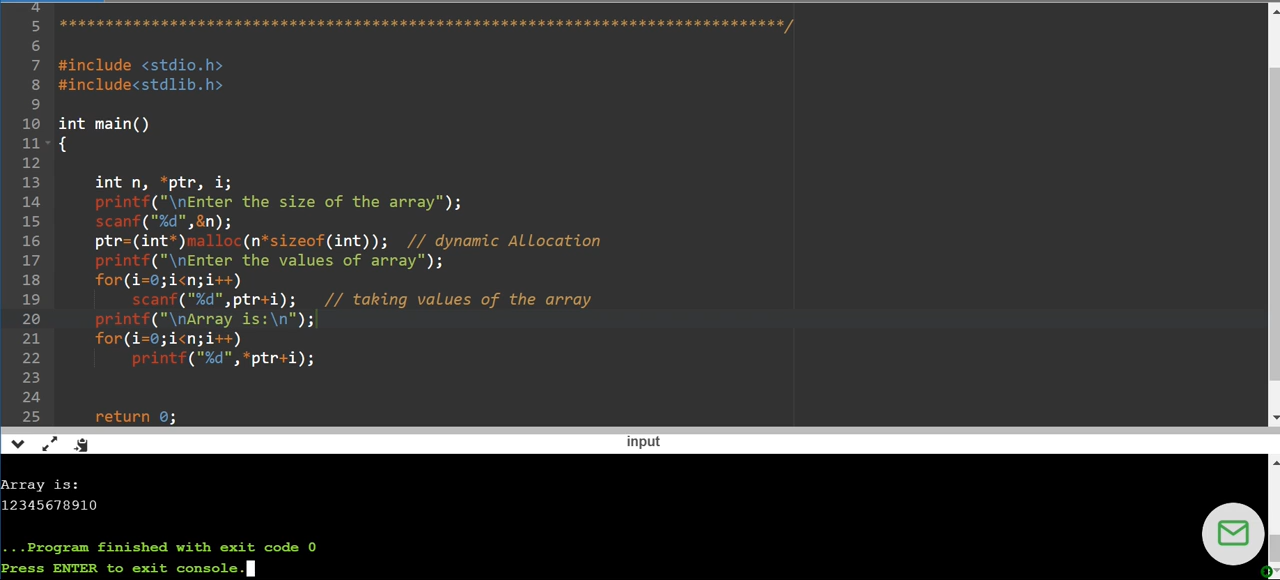 4
5 *******************************************************************************/
6
7 #include <stdio.h>
8 #include<stdlib.h>
9
10 int main()
11 {
12
13     int n, *ptr, i;
14     printf("\nEnter the size of the array");
15     scanf("%d",&n);
16     ptr=(int*)malloc(n*sizeof(int));  // dynamic Allocation
17     printf("\nEnter the values of array");
18     for(i=0;i<n;i++)
19         scanf("%d",ptr+i);   // taking values of the array
20     printf("\nArray is:\n");
21     for(i=0;i<n;i++)
22         printf("%d",*ptr+i);
23
24
25     return 0;
input
Array is:
12345678910
...Program finished with exit code 0
Press ENTER to exit console.